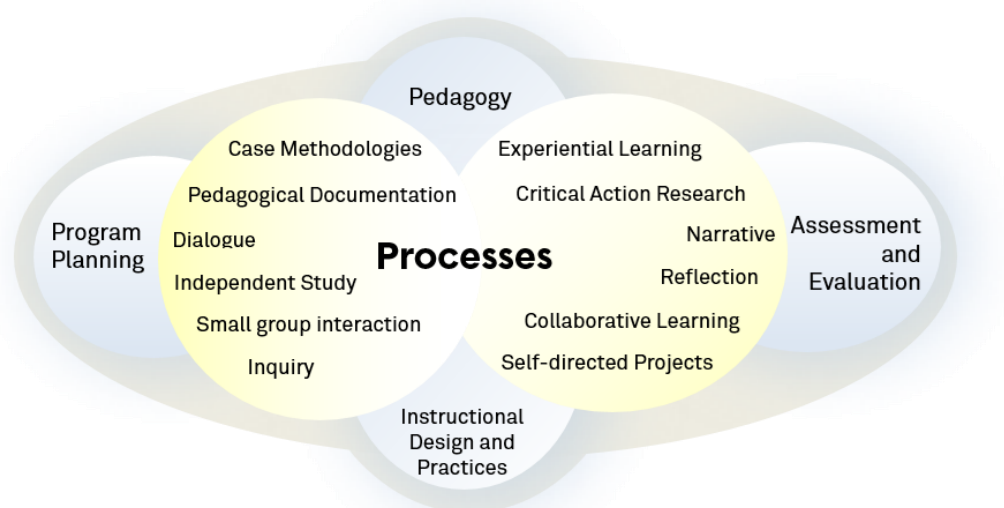 Pedagogy
Case Methodologies
Experiential Learning
Pedagogical Documentation
Critical Action Research
Program
Planning
Dialogue
Processes
Narrative
Assessment
and
Evaluation
Independent Study
Reflection
Small group interaction
Collaborative Learning
Inquiry
Self-directed Projects
Instructional
Design and
Practices